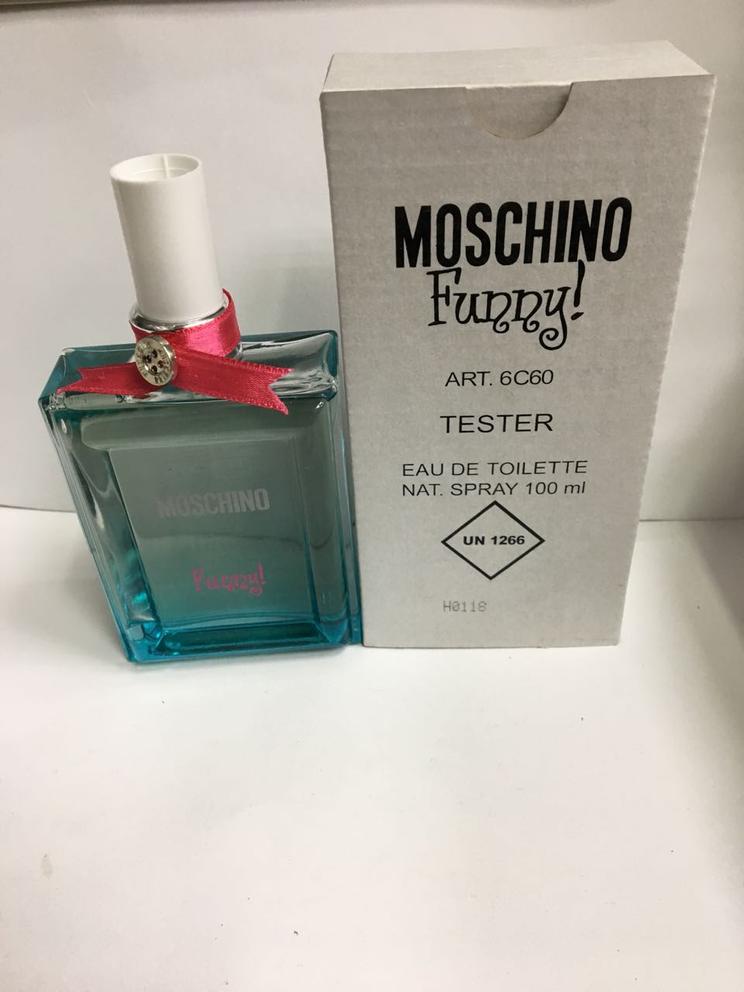 MOSCHINO
Funny!
MOSCHINO
Funny!
ART. 6C60
TESTER
EAU DE TOILETTE
NAT. SPRAY 100 ml
UN 1266
H0118